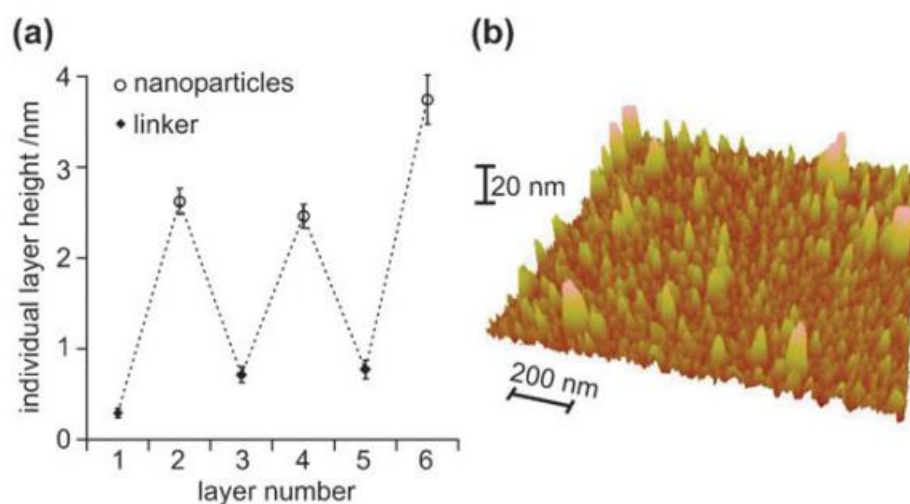 (a)
4
3
2
1
0
individual layer height /nm
nanoparticles
linker
1 2 3 4 5 6
layer number
(b)
20 nm
200 nm